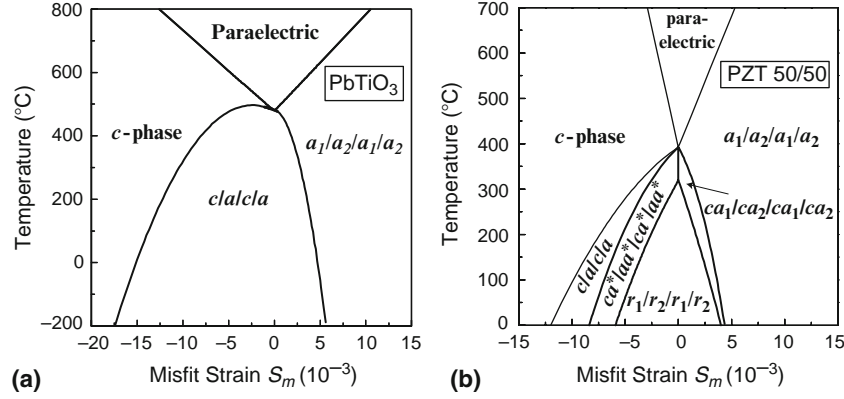 800
600
400
200
0
−200
−20
−15
−10
−5
0
5
10
15
Temperature (°C)
Misfit Strain Sm (10−3)
Paraelectric
PbTiO3
c-phase
a1/a2/a1/a2
c/a/c/a
(a)
700
600
500
400
300
200
100
0
−15
−10
−5
0
5
10
15
Temperature (°C)
Misfit Strain Sm (10−3)
para-
electric
PZT 50/50
c-phase
a1/a2/a1/a2
ca1/ca2/ca1/ca2
c/a/c/a
ca*/aa*/ca*/aa*
r1/r2/r1/r2
(b)